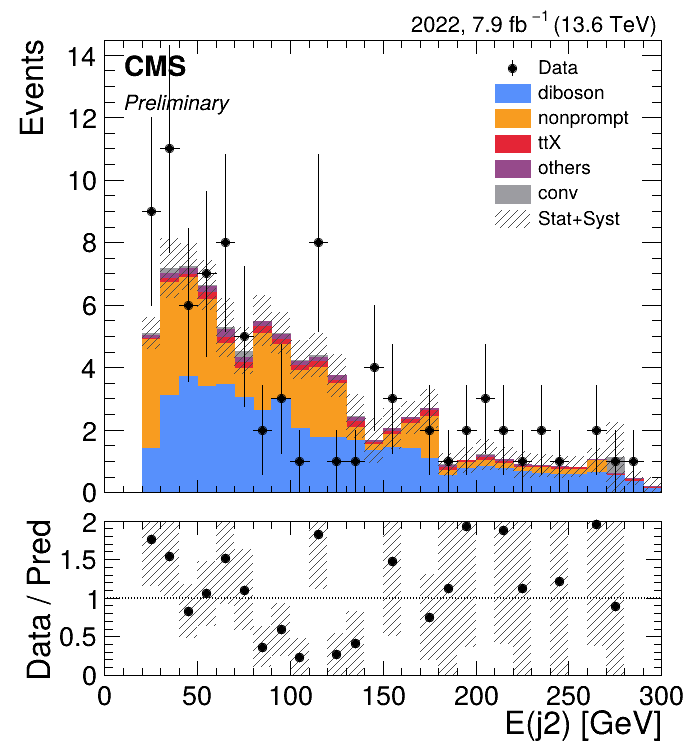 2022, 7.9 fb⁻¹ (13.6 TeV)
Events
14
12
10
8
6
4
2
0
CMS
Preliminary
Data
diboson
nonprompt
ttX
others
conv
Stat+Syst
Data / Pred
2
1.5
1
0.5
0
0 50 100 150 200 250 300
E(j2) [GeV]